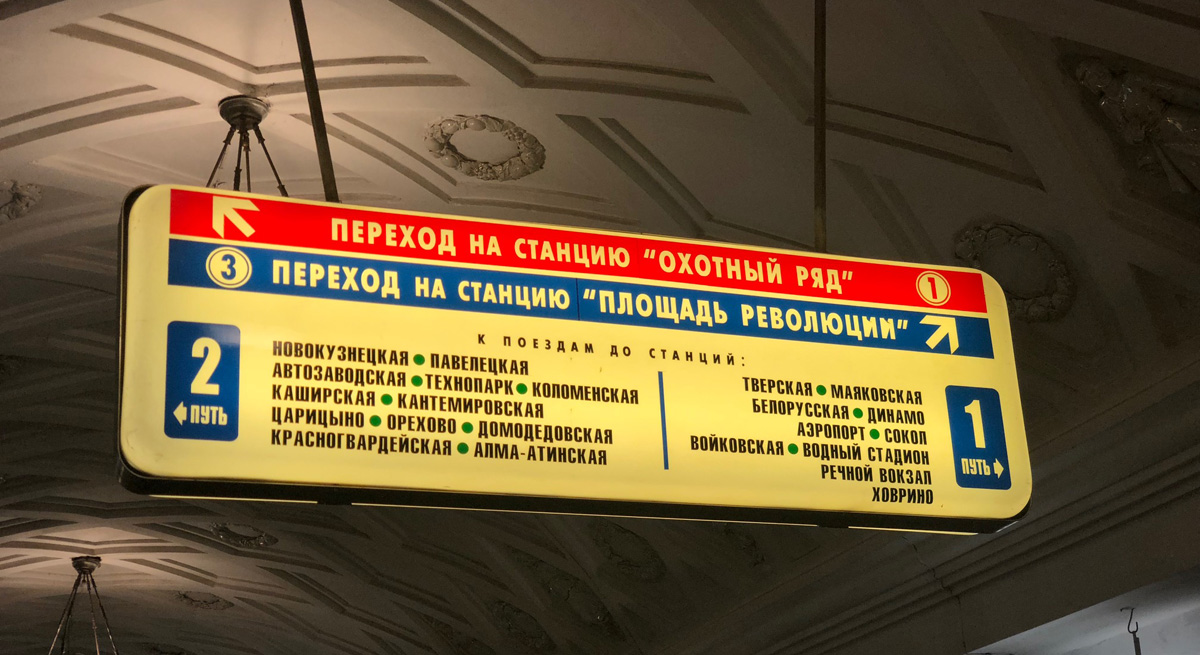 ПЕРЕХОД НА СТАНЦИЮ "ОХОТНЫЙ РЯД" 1
3 ПЕРЕХОД НА СТАНЦИЮ "ПЛОЩАДЬ РЕВОЛЮЦИИ"
К ПОЕЗДАМ ДО СТАНЦИЙ:
2
ПУТЬ
НОВОКУЗНЕЦКАЯ ● ПАВЕЛЕЦКАЯ
АВТОЗАВОДСКАЯ ● ТЕХНОПАРК ● КОЛОМЕНСКАЯ
КАШИРСКАЯ ● КАНТЕМИРОВСКАЯ
ЦАРИЦЫНО ● ОРЕХОВО ● ДОМОДЕДОВСКАЯ
КРАСНОГВАРДЕЙСКАЯ ● АЛМА-АТИНСКАЯ
ТВЕРСКАЯ ● МАЯКОВСКАЯ
БЕЛОРУССКАЯ ● ДИНАМО
АЭРОПОРТ ● СОКОЛ
ВОЙКОВСКАЯ ● ВОДНЫЙ СТАДИОН
РЕЧНОЙ ВОКЗАЛ
ХОВРИНО
1
ПУТЬ